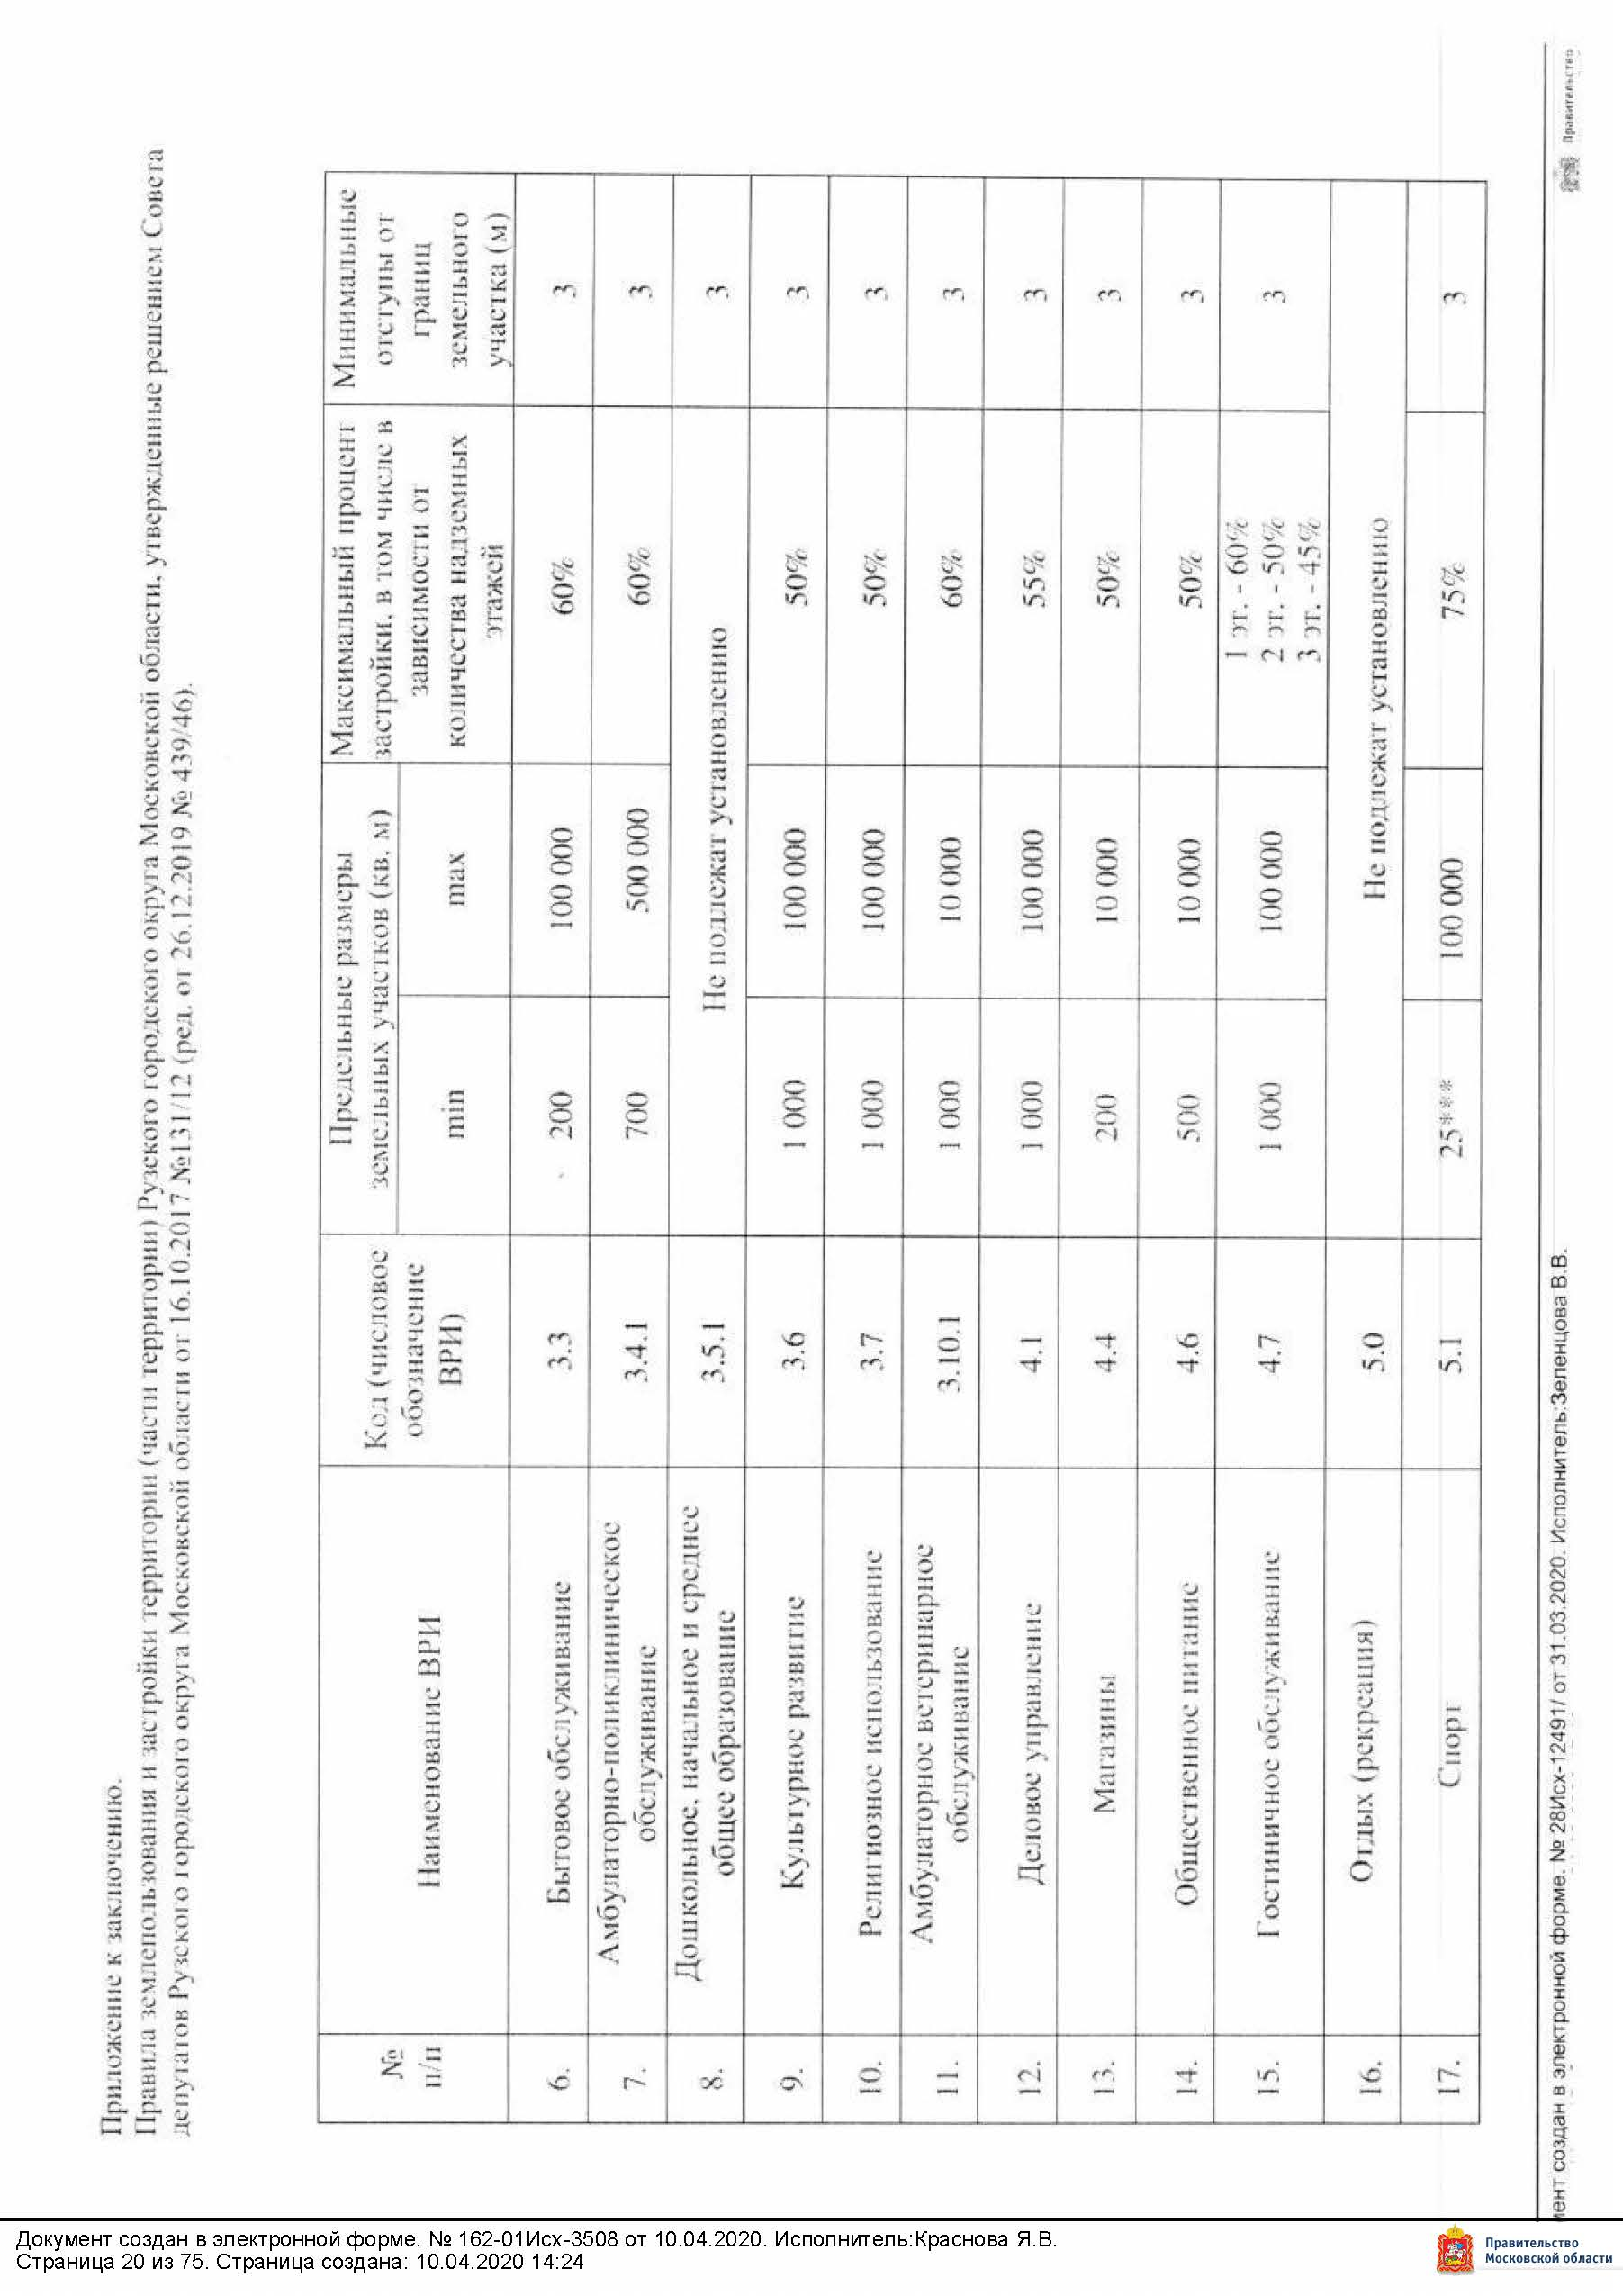 Приложение к заключению.
Правила землепользования и застройки территории (части территории) Рузского городского округа Московской области, утвержденные решением Совета
депутатов Рузского городского округа Московской области от 16.10.2017 №131/12 (ред. от 26.12.2019 № 439/46).
№ п/п
Наименование ВРИ
Код (числовое обозначение ВРИ)
Предельные размеры земельных участков (кв. м)
min
max
Максимальный процент застройки, в том числе в зависимости от количества надземных этажей
Минимальные отступы от границ земельного участка (м)
6. Бытовое обслуживание 3.3 200 100 000 60% 3
7. Амбулаторно-поликлиническое обслуживание 3.4.1 700 500 000 60% 3
8. Дошкольное, начальное и среднее общее образование 3.5.1 Не подлежат установлению 3
9. Культурное развитие 3.6 1 000 100 000 50% 3
10. Религиозное использование 3.7 1 000 100 000 50% 3
11. Амбулаторное ветеринарное обслуживание 3.10.1 1 000 10 000 60% 3
12. Деловое управление 4.1 1 000 100 000 55% 3
13. Магазины 4.4 200 10 000 50% 3
14. Общественное питание 4.6 500 10 000 50% 3
15. Гостиничное обслуживание 4.7 1 000 100 000 1 эт. - 60% 2 эт. - 50% 3 эт. - 45% 3
16. Отдых (рекреация) 5.0 Не подлежат установлению
17. Спорт 5.1 25*** 100 000 75% 3
мент создан в электронной форме. № 28Исх-12491/ от 31.03.2020. Исполнитель:Зеленцова В.В.
Правительство
Документ создан в электронной форме. № 162-01Исх-3508 от 10.04.2020. Исполнитель:Краснова Я.В.
Страница 20 из 75. Страница создана: 10.04.2020 14:24
Правительство
Московской области